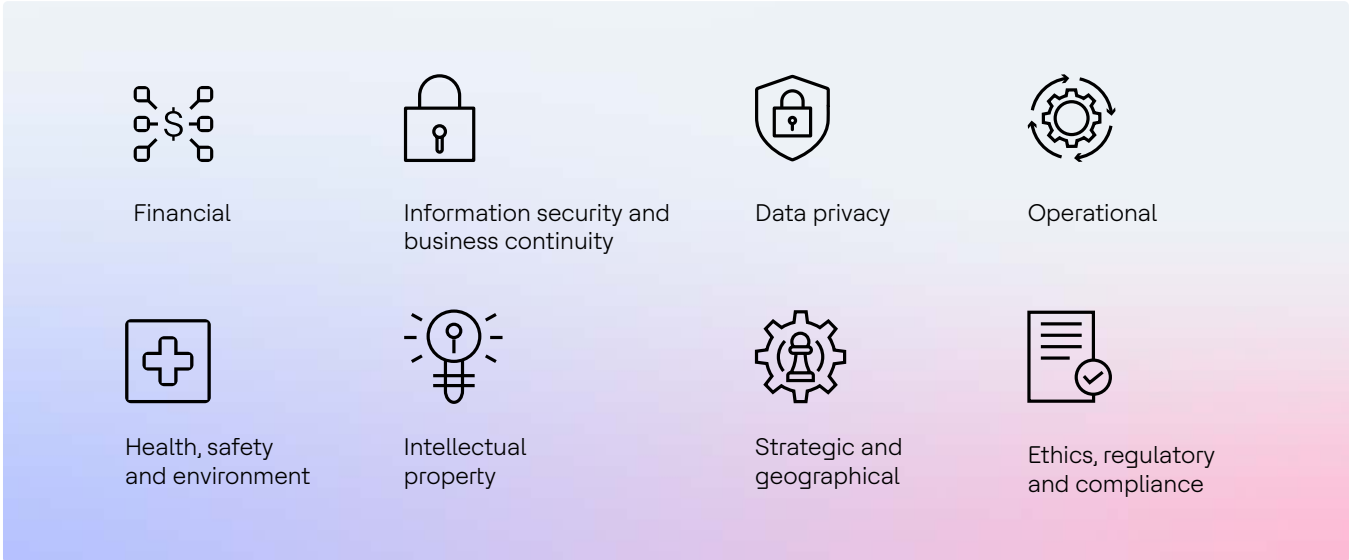 $
Financial
Information security and
business continuity
Data privacy
Operational
Health, safety
and environment
Intellectual
property
Strategic and
geographical
Ethics, regulatory
and compliance